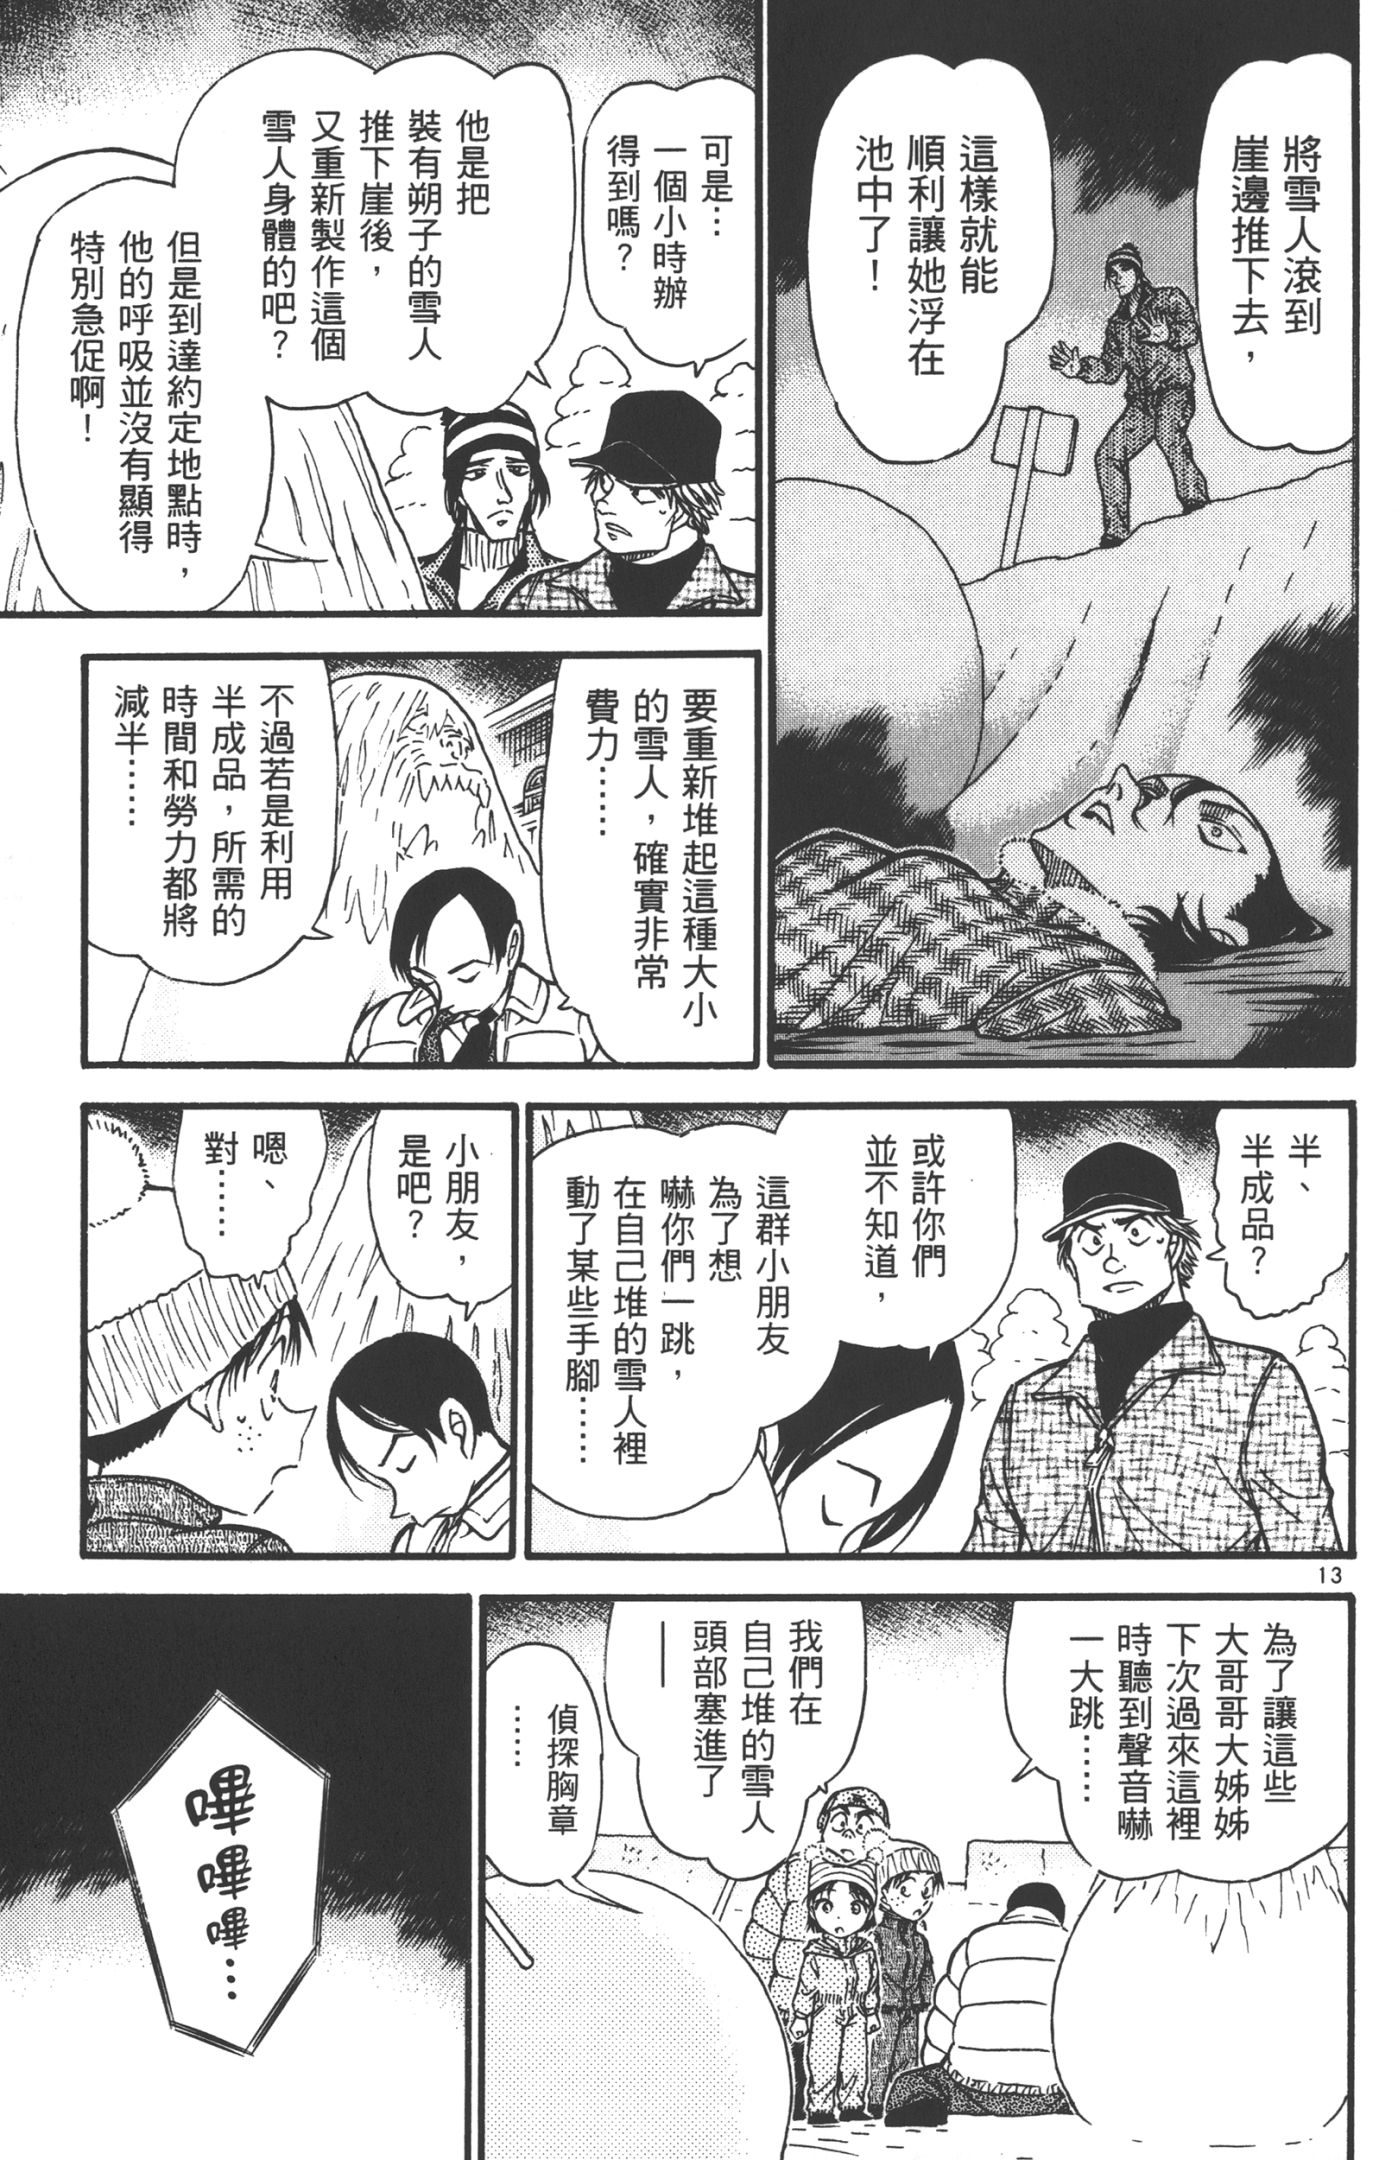 將雪人滾到
崖邊推下去，
這樣就能
順利讓她浮在
池中了！
可是…
一個小時辦
得到嗎？
他是把
裝有朔子的雪人
推下崖後，
又重新製作這個
雪人身體的吧？
但是到達約定地點時，
他的呼吸並沒有顯得
特別急促啊！
要重新堆起這種大小
的雪人，確實非常
費力……
不過若是利用
半成品，所需的
時間和勞力都將
減半……
半、
半成品？
或許你們
並不知道，
這群小朋友
為了想
嚇你們一跳，
在自己堆的雪人裡
動了某些手腳……
小朋友，
是吧？
嗯、
對……
13
為了讓這些
大哥哥大姊姊
下次過來這裡
時聽到聲音嚇
一大跳……
我們在
自己堆的雪人
頭部塞進了
——
偵探胸章
……
嗶嗶嗶…